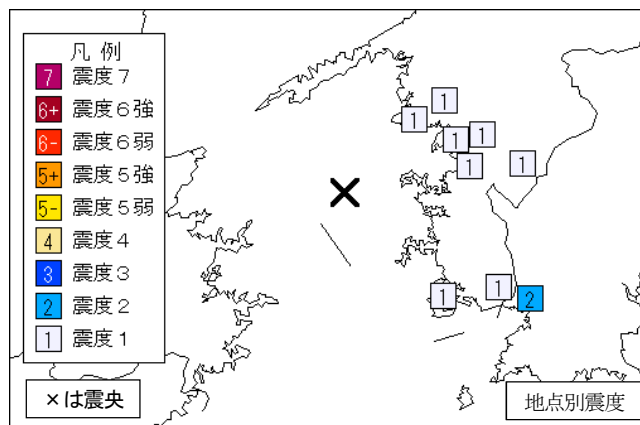 凡 例
7 震度７
6+ 震度６強
6- 震度６弱
5+ 震度５強
5- 震度５弱
4 震度４
3 震度３
2 震度２
1 震度１
×は震央
1
1
1
1
1
1
1
1
2
地点別震度